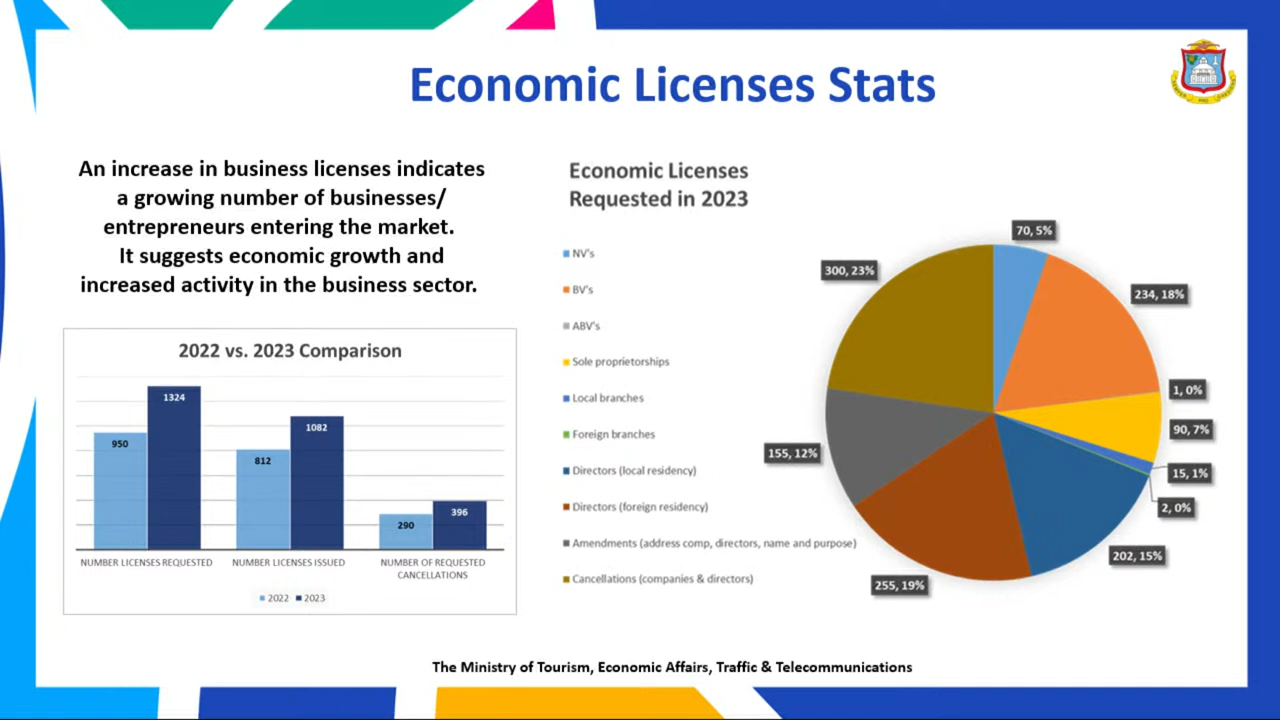 Economic Licenses Stats
An increase in business licenses indicates
a growing number of businesses/
entrepreneurs entering the market.
It suggests economic growth and
increased activity in the business sector.
2022 vs. 2023 Comparison
950
1324
812
1082
290
396
NUMBER LICENSES REQUESTED
NUMBER LICENSES ISSUED
NUMBER OF REQUESTED
CANCELLATIONS
2022
2023
Economic Licenses
Requested in 2023
NV's
BV's
ABV's
Sole proprietorships
Local branches
Foreign branches
Directors (local residency)
Directors (foreign residency)
Amendments (address comp, directors, name and purpose)
Cancellations (companies & directors)
70, 5%
234, 18%
1, 0%
90, 7%
15, 1%
2, 0%
202, 15%
255, 19%
155, 12%
300, 23%
The Ministry of Tourism, Economic Affairs, Traffic & Telecommunications